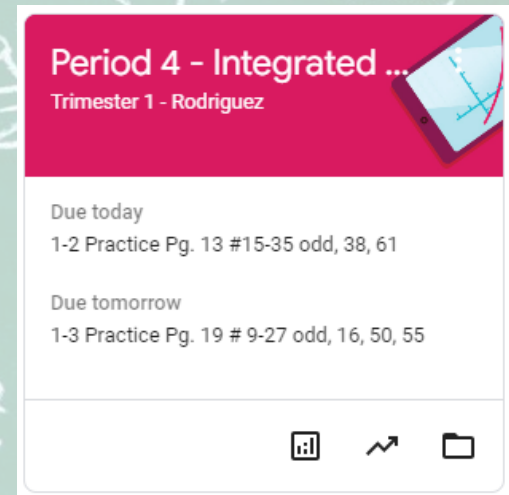 Period 4 - Integrated ...
Trimester 1 - Rodriguez
Due today
1-2 Practice Pg. 13 #15-35 odd, 38, 61
Due tomorrow
1-3 Practice Pg. 19 # 9-27 odd, 16, 50, 55